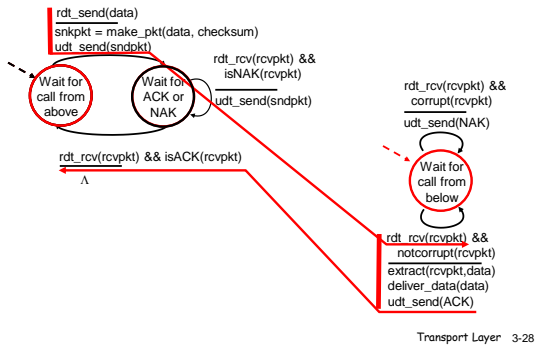 rdt_send(data)
snkpkt = make_pkt(data, checksum)
udt_send(sndpkt)
Wait for
call from
above
Wait for
ACK or
NAK
rdt_rcv(rcvpkt) &&
isNAK(rcvpkt)
udt_send(sndpkt)
rdt_rcv(rcvpkt) && isACK(rcvpkt)
Λ
rdt_rcv(rcvpkt) &&
corrupt(rcvpkt)
udt_send(NAK)
Wait for
call from
below
rdt_rcv(rcvpkt) &&
notcorrupt(rcvpkt)
extract(rcvpkt,data)
deliver_data(data)
udt_send(ACK)
Transport Layer 3-28